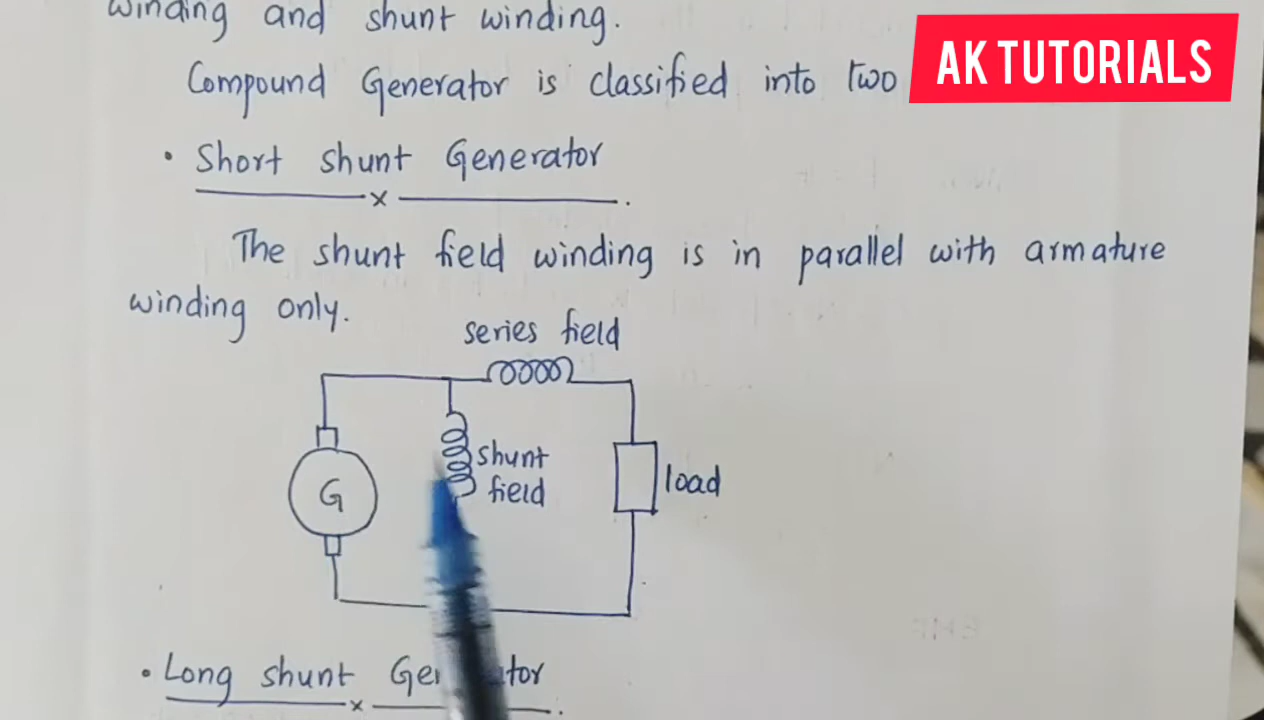 winding and shunt winding.
AK TUTORIALS
Compound Generator is classified into two
• Short shunt Generator
The shunt field winding is in parallel with armature
winding only.
series field
shunt
field
G
load
• Long shunt